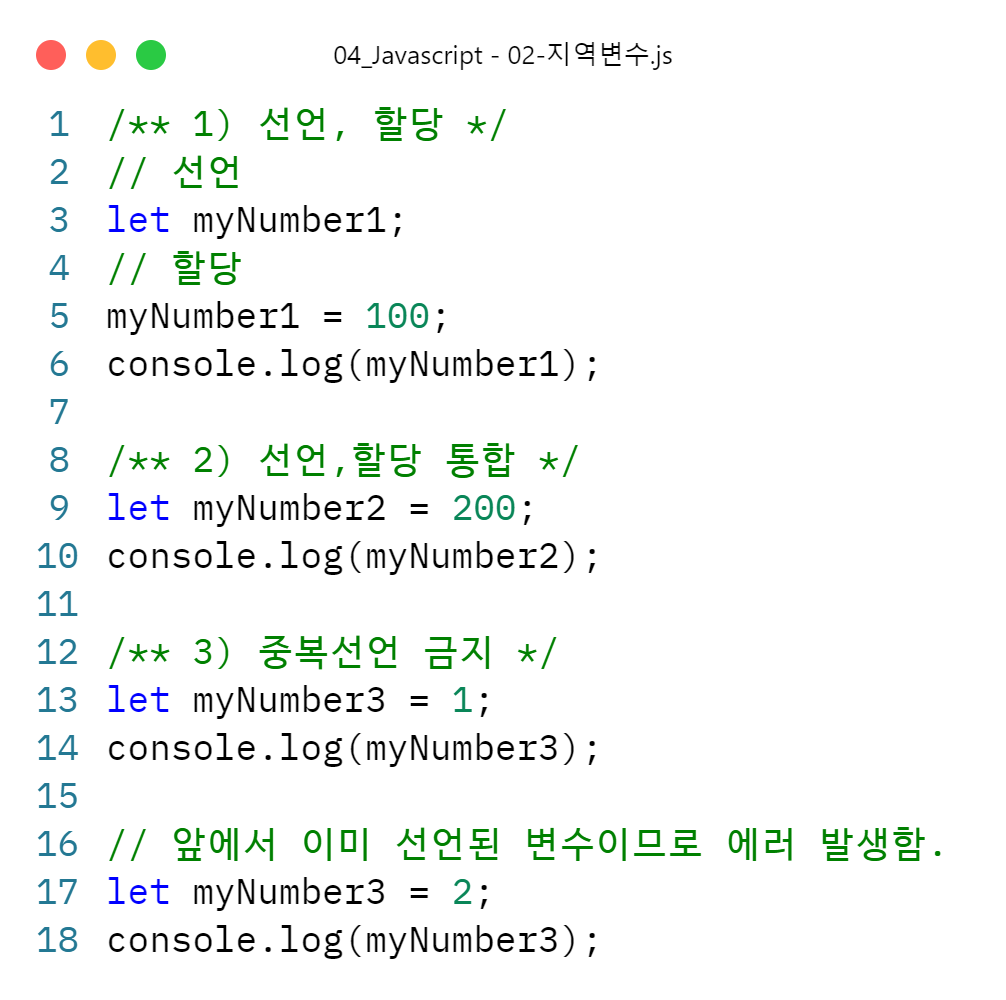 04_Javascript - 02-지역변수.js
1 /** 1) 선언, 할당 */
2 // 선언
3 let myNumber1;
4 // 할당
5 myNumber1 = 100;
6 console.log(myNumber1);
7
8 /** 2) 선언,할당 통합 */
9 let myNumber2 = 200;
10 console.log(myNumber2);
11
12 /** 3) 중복선언 금지 */
13 let myNumber3 = 1;
14 console.log(myNumber3);
15
16 // 앞에서 이미 선언된 변수이므로 에러 발생함.
17 let myNumber3 = 2;
18 console.log(myNumber3);